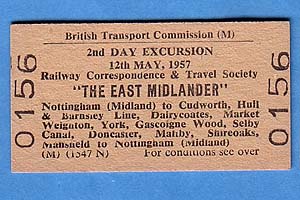 British Transport Commission (M)
2nd DAY EXCURSION
12th MAY, 1957
Railway Correspondence & Travel Society
"THE EAST MIDLANDER"
Nottingham (Midland) to Cudworth, Hull
& Barnsley Line, Dairycoates, Market
Weighton, York, Gascoigne Wood, Selby
Canal, Doncaster, Maltby, Shireoaks,
Mansfield to Nottingham (Midland)
(M) (1547 N) For conditions see over
0156
0156